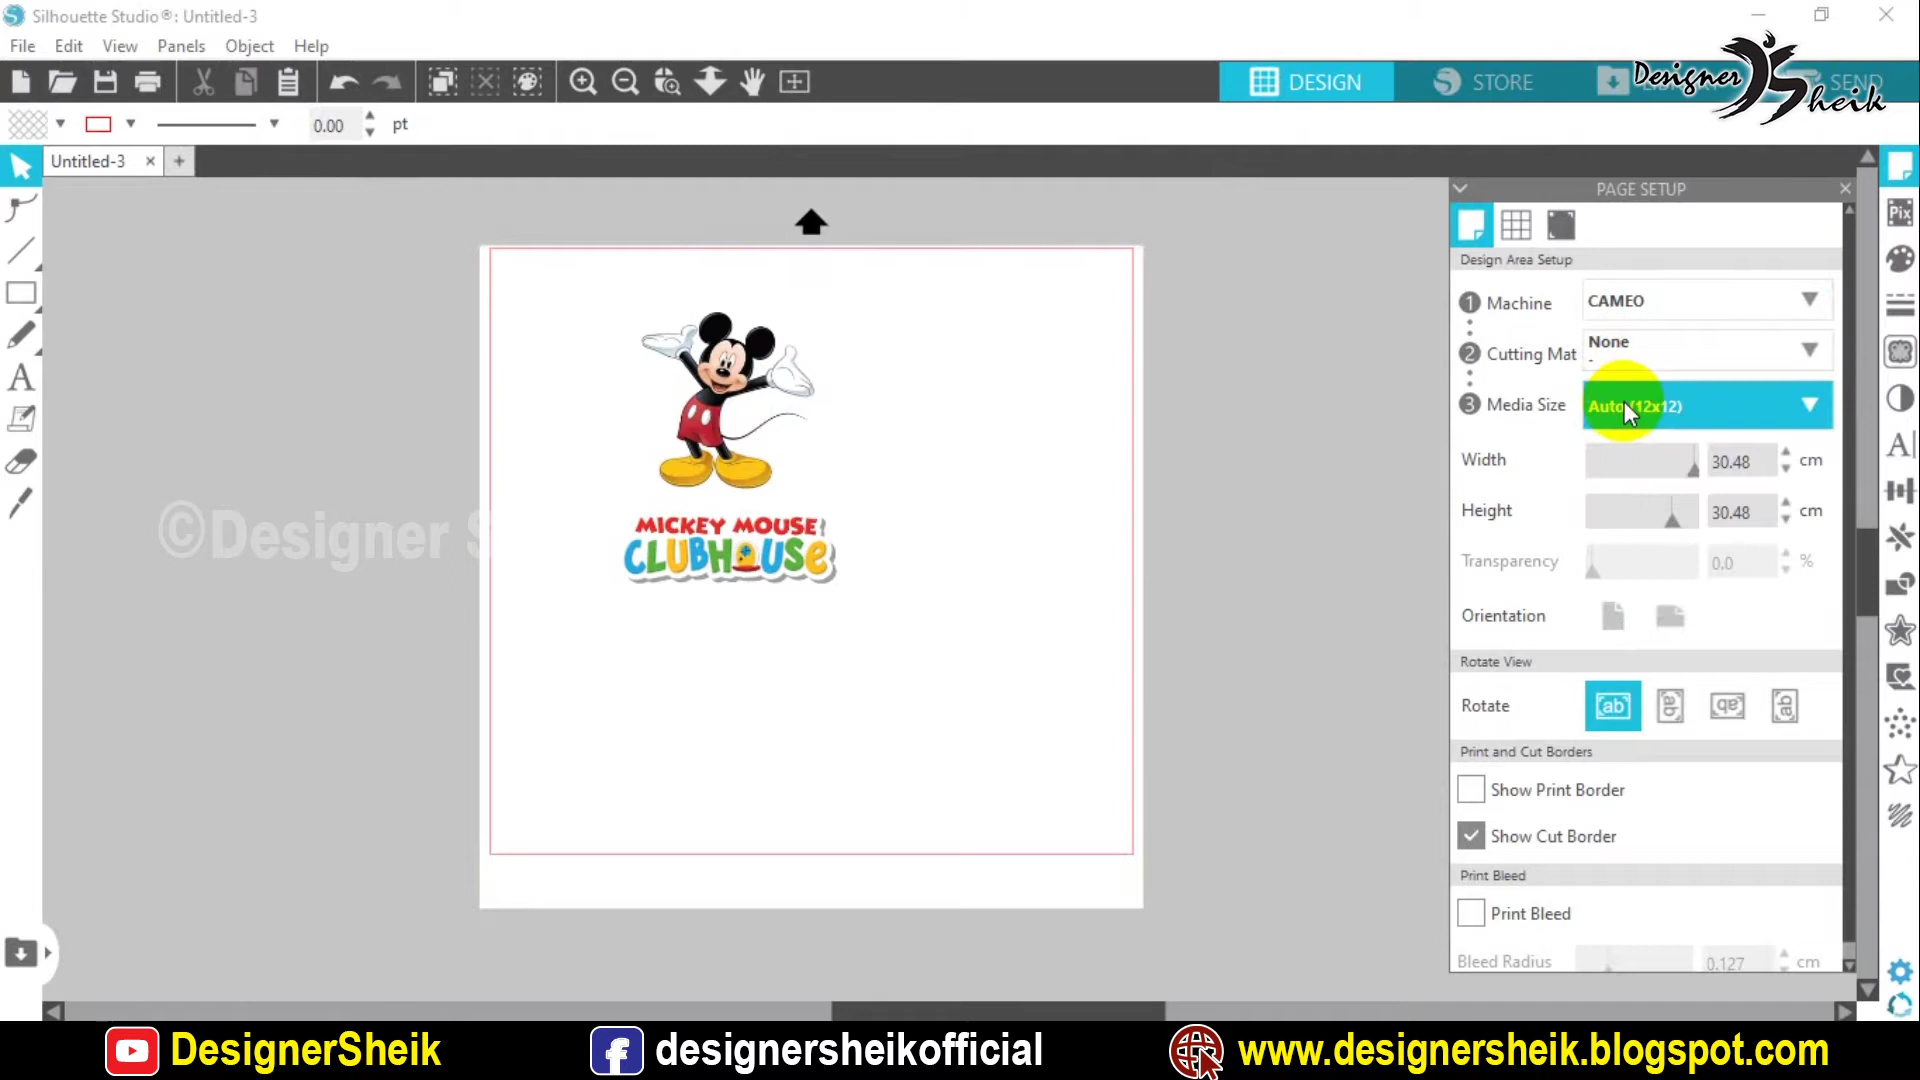 Silhouette Studio®: Untitled-3
File Edit View Panels Object Help
DESIGN STORE SEND
Designer Sheik
0.00 pt
Untitled-3
PAGE SETUP
Pix
Design Area Setup
1 Machine CAMEO
2 Cutting Mat None
-
3 Media Size Auto (12x12)
Width 30.48 cm
Height 30.48 cm
Transparency 0.0 %
Orientation
Rotate View
Rotate ab ab ab ab
Print and Cut Borders
Show Print Border
Show Cut Border
Print Bleed
Print Bleed
Bleed Radius 0.127 cm
MICKEY MOUSE
CLUBHOUSE
©Designer S
DesignerSheik designersheikofficial www.designersheik.blogspot.com